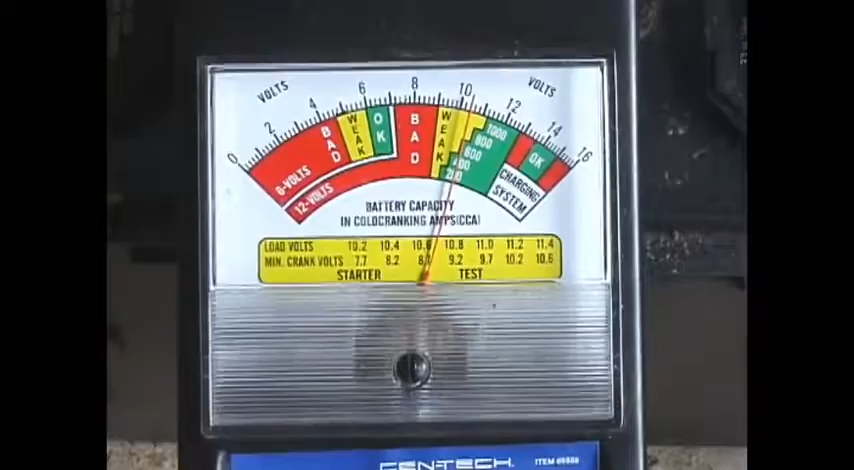 VOLTS VOLTS
0 2 4 6 8 10 12 14 16
BAD WEAK OK BAD WEAK OK
1000
800
600
400
200
6-VOLTS
12-VOLTS
CHARGING
SYSTEM
BATTERY CAPACITY
IN COLD CRANKING AMPS(CCA)
LOAD VOLTS 10.2 10.4 10.6 10.8 11.0 11.2 11.4
MIN. CRANK VOLTS 7.7 8.2 8.7 9.2 9.7 10.2 10.6
STARTER TEST
CEN-TECH.
ITEM